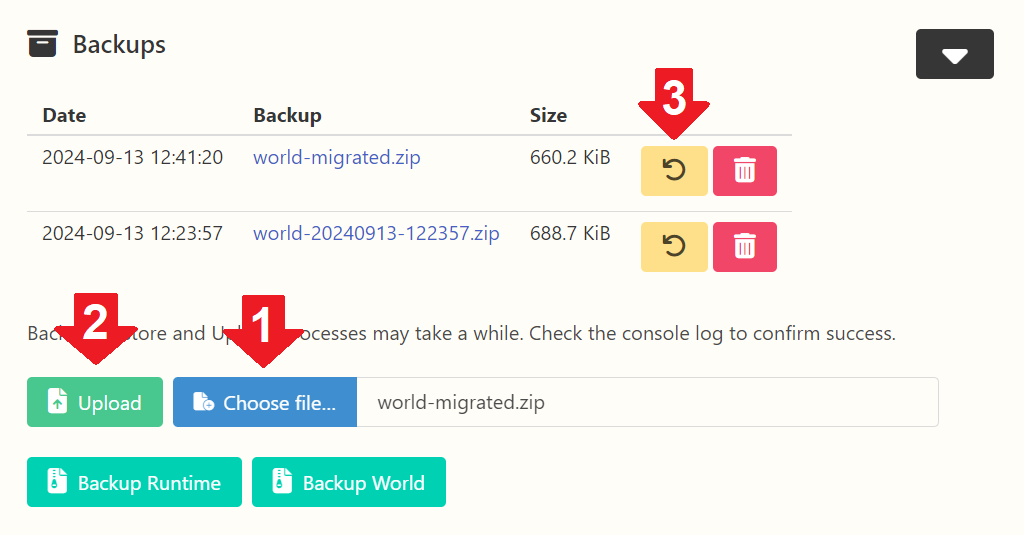 Backups
3
Date Backup Size
2024-09-13 12:41:20 world-migrated.zip 660.2 KiB
2024-09-13 12:23:57 world-20240913-122357.zip 688.7 KiB
2 1
and may take a while. Check the console log to confirm success.
Upload Choose file... world-migrated.zip
Backup Runtime Backup World